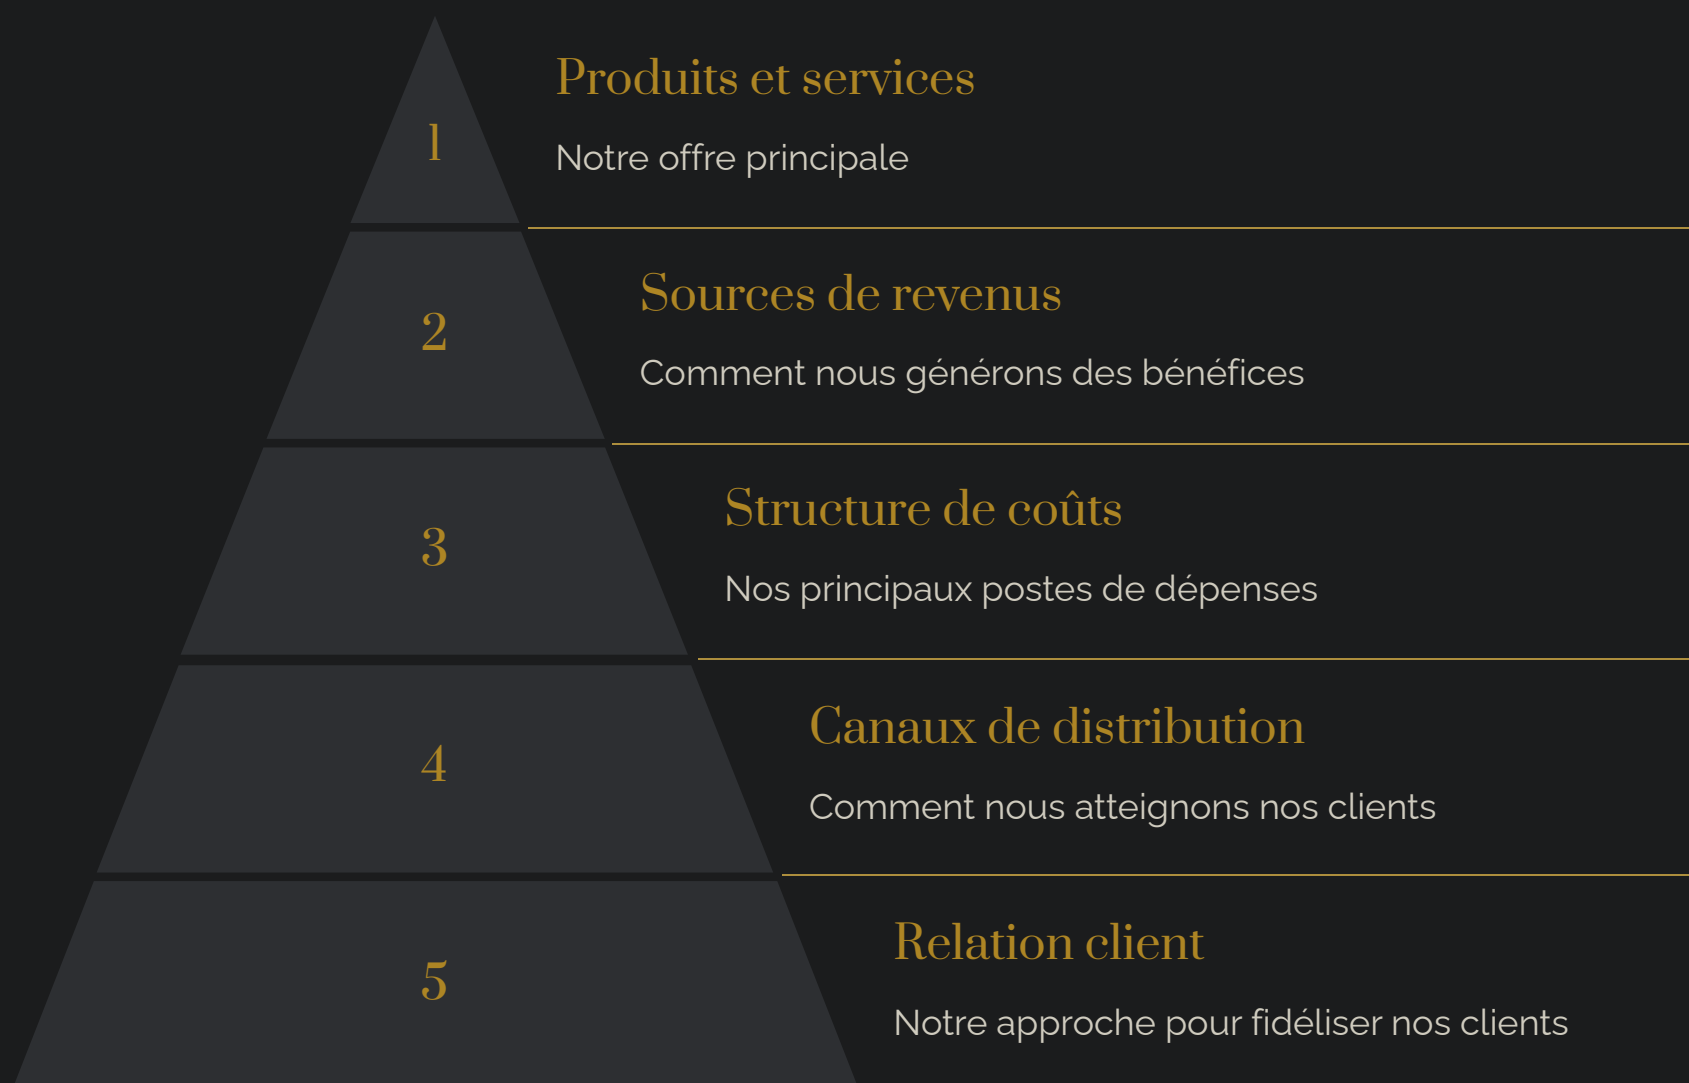 1
Produits et services
Notre offre principale
2
Sources de revenus
Comment nous générons des bénéfices
3
Structure de coûts
Nos principaux postes de dépenses
4
Canaux de distribution
Comment nous atteignons nos clients
5
Relation client
Notre approche pour fidéliser nos clients